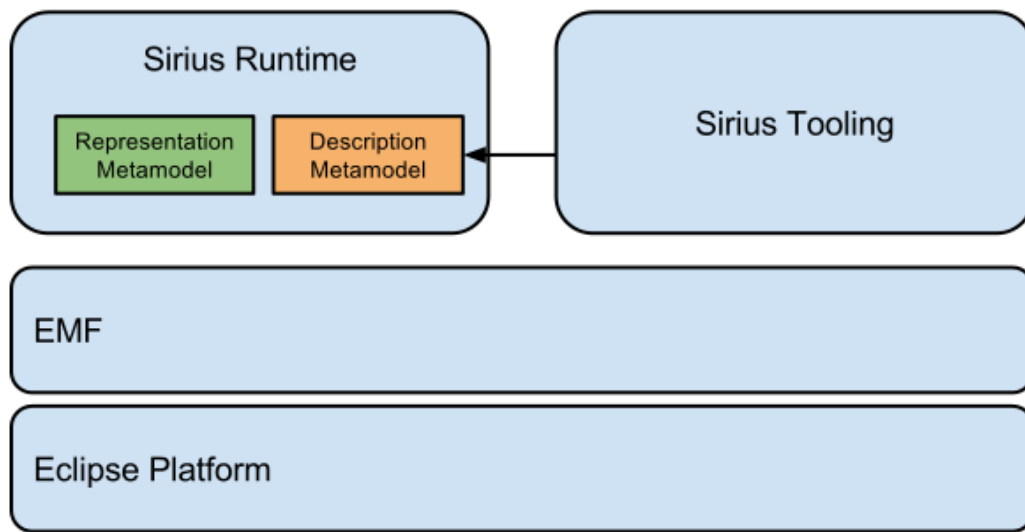 Sirius Runtime
Representation
Metamodel
Description
Metamodel
Sirius Tooling
EMF
Eclipse Platform